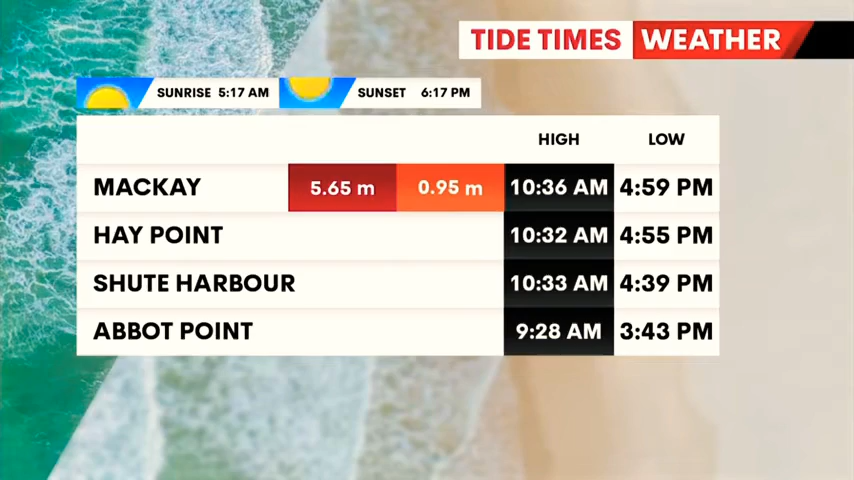 TIDE TIMES WEATHER
SUNRISE 5:17 AM SUNSET 6:17 PM
HIGH LOW
MACKAY 5.65 m 0.95 m 10:36 AM 4:59 PM
HAY POINT 10:32 AM 4:55 PM
SHUTE HARBOUR 10:33 AM 4:39 PM
ABBOT POINT 9:28 AM 3:43 PM